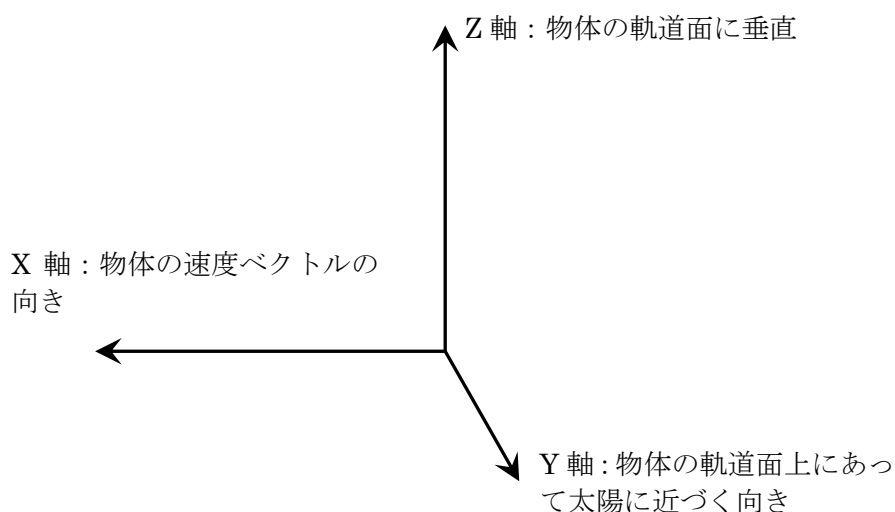 Z 軸：物体の軌道面に垂直
X 軸：物体の速度ベクトルの
向き
Y 軸：物体の軌道面上にあっ
て太陽に近づく向き